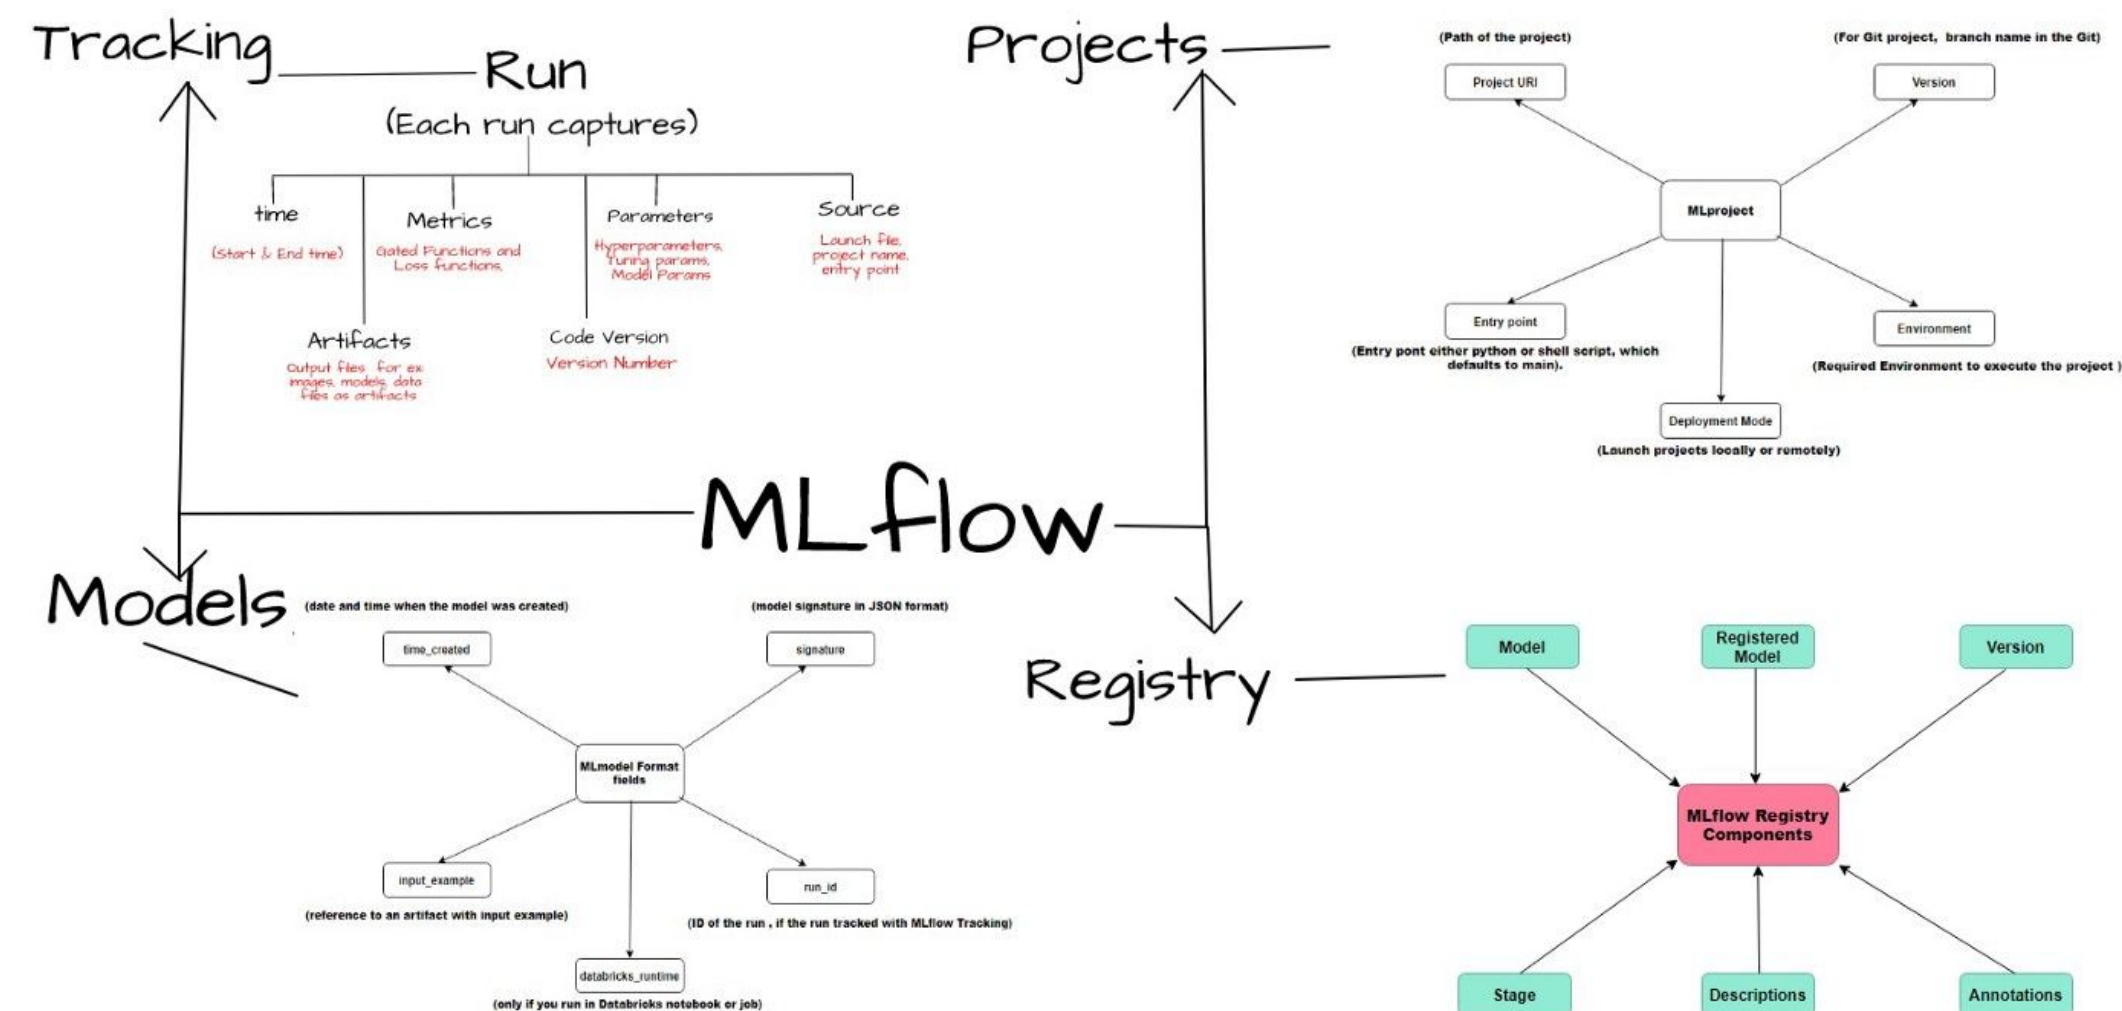 Tracking
Run
(Each run captures)
time
(Start & End time)
Metrics
Gated Functions and
Loss functions,
Parameters
Hyperparameters,
Tuning params,
Model Params
Source
Launch file,
project name,
entry point
Artifacts
Output files for ex
images, models, data
files as artifacts
Code Version
Version Number
Projects
(Path of the project)
Project URI
(For Git project, branch name in the Git)
Version
MLproject
Entry point
(Entry pont either python or shell script, which
defaults to main).
Environment
(Required Environment to execute the project )
Deployment Mode
(Launch projects locally or remotely)
MLflow
Models
(date and time when the model was created)
time_created
(model signature in JSON format)
signature
MLmodel Format
fields
input_example
(reference to an artifact with input example)
run_id
(ID of the run , if the run tracked with MLflow Tracking)
databricks_runtime
(only if you run in Databricks notebook or job)
Registry
Model
Registered
Model
Version
MLflow Registry
Components
Stage
Descriptions
Annotations